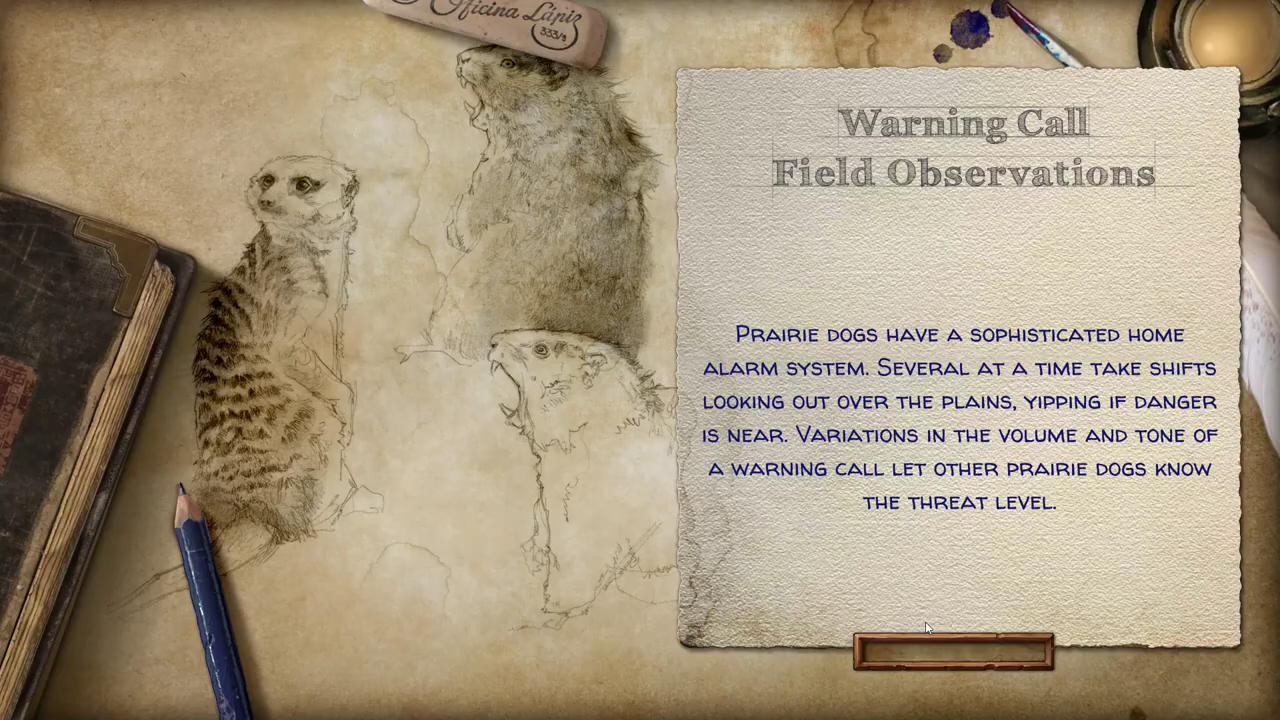 Oficina Lápiz
333/9
Warning Call
Field Observations
Prairie dogs have a sophisticated home
alarm system. Several at a time take shifts
looking out over the plains, yipping if danger
is near. Variations in the volume and tone of
a warning call let other prairie dogs know
the threat level.